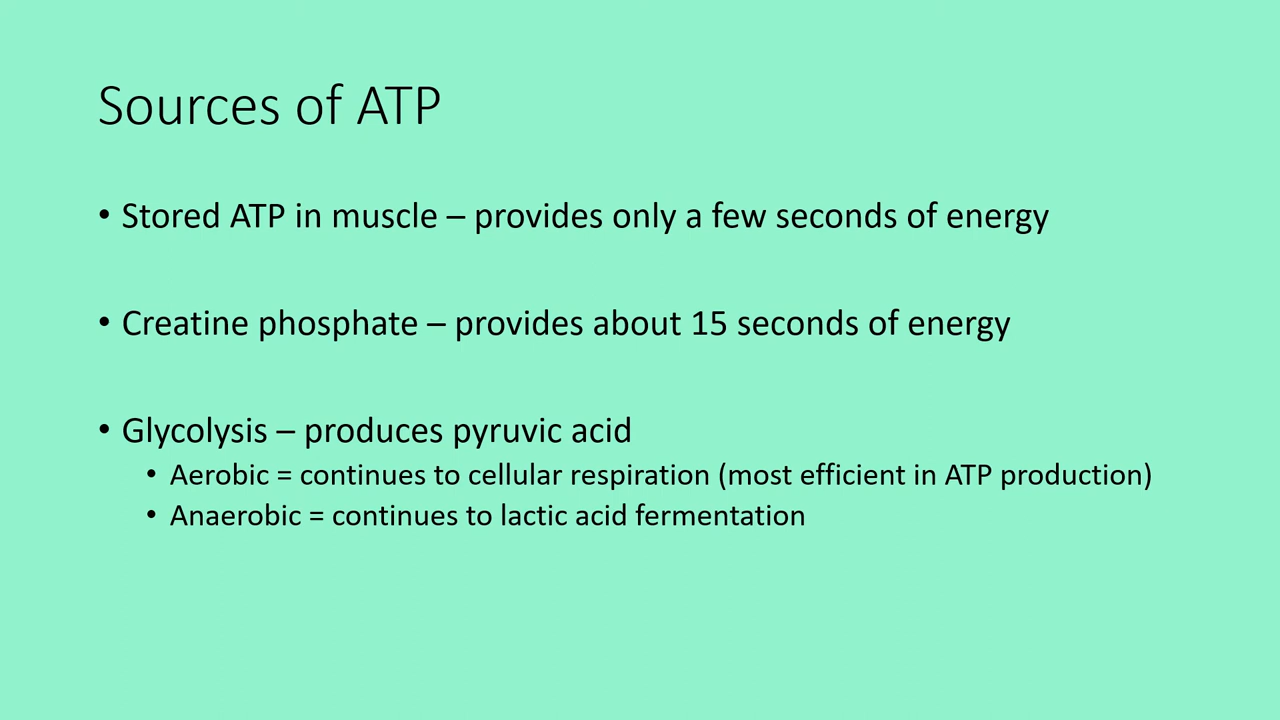 Sources of ATP
• Stored ATP in muscle – provides only a few seconds of energy
• Creatine phosphate – provides about 15 seconds of energy
• Glycolysis – produces pyruvic acid
• Aerobic = continues to cellular respiration (most efficient in ATP production)
• Anaerobic = continues to lactic acid fermentation